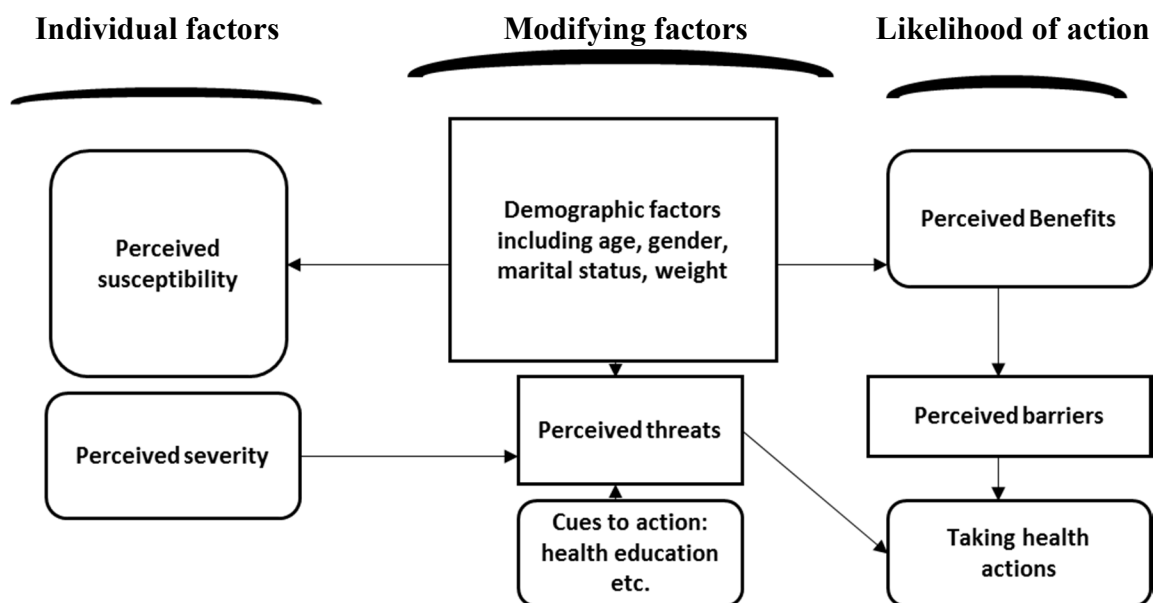 Individual factors
Modifying factors
Likelihood of action
Perceived
susceptibility
Demographic factors
including age, gender,
marital status, weight
Perceived Benefits
Perceived severity
Perceived threats
Perceived barriers
Cues to action:
health education
etc.
Taking health
actions